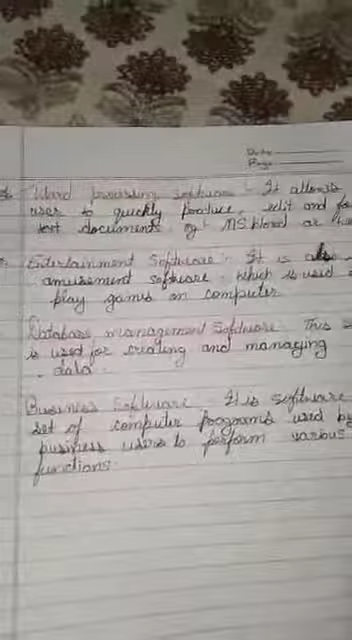 Date
Page
Word processing software - It allows
user to quickly produce, edit and
text documents. eg! MS Word or
Entertainment Software - It is also
amusement software. which is used
play games on computer
Database management Software - This
is used for creating and managing
data.
Business Software - It is software
set of computer programs used by
business users to perform various
functions.